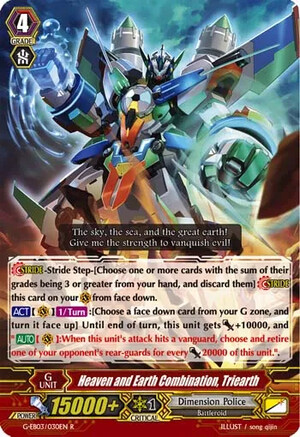 4
GRADE
The sky, the sea, and the great earth!
Give me the strength to vanquish evil!
STRIDE-Stride Step-[Choose one or more cards with the sum of their
grades being 3 or greater from your hand, and discard them] STRIDE
this card on your from face down.
ACT 1/Turn :[Choose a face down card from your G zone, and
turn it face up] Until end of turn, this unit gets +10000, and
AUTO :When this unit's attack hits a vanguard, choose and retire
one of your opponent's rear-guards for every 20000 of this unit.".
G
UNIT
Heaven and Earth Combination, Triearth
POWER
15000+
1
CRITICAL
Dimension Police
Battleroid
G-EB03/030EN R
ILLUST / song qijin